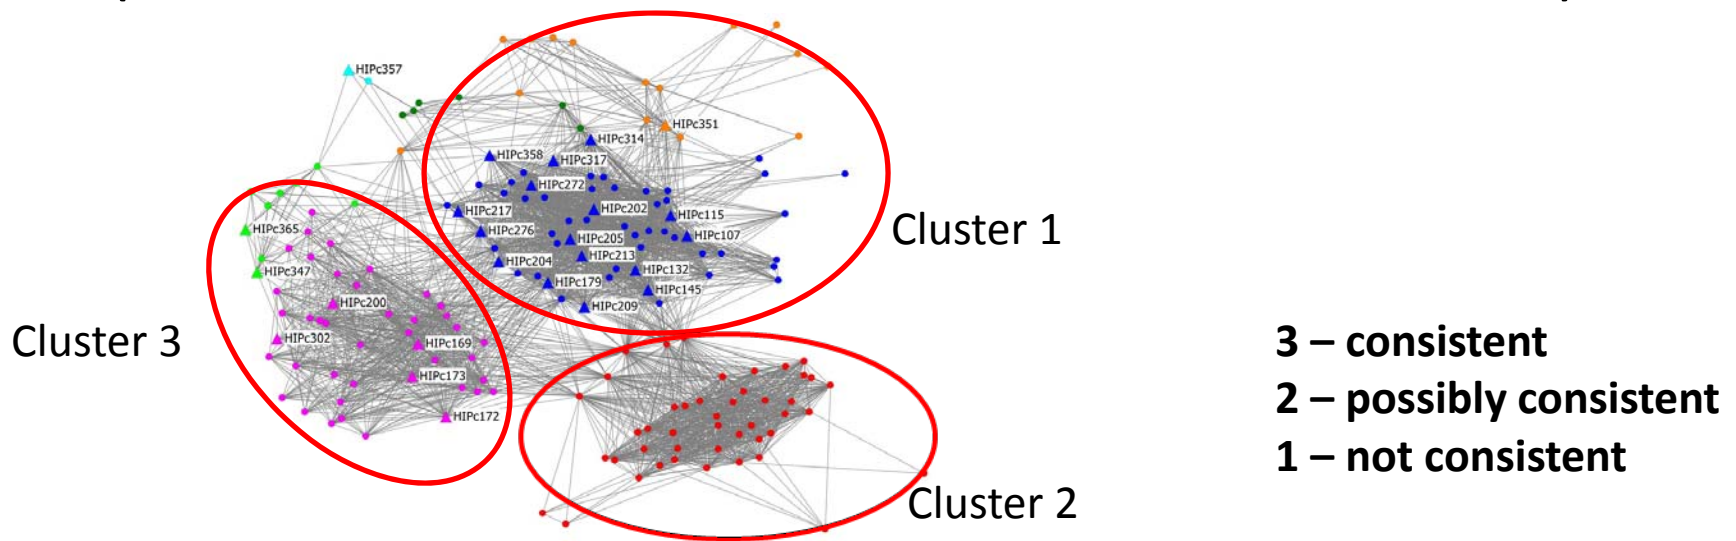 HIPc357
HIPc351
HIPc314
HIPc358
HIPc317
HIPc272
HIPc217
HIPc202
HIPc115
HIPc276
HIPc205
HIPc107
HIPc204
HIPc213
HIPc132
HIPc179
HIPc145
HIPc209
Cluster 1
HIPc365
HIPc347
HIPc200
HIPc302
HIPc169
HIPc173
HIPc172
Cluster 3
Cluster 2
3 – consistent
2 – possibly consistent
1 – not consistent